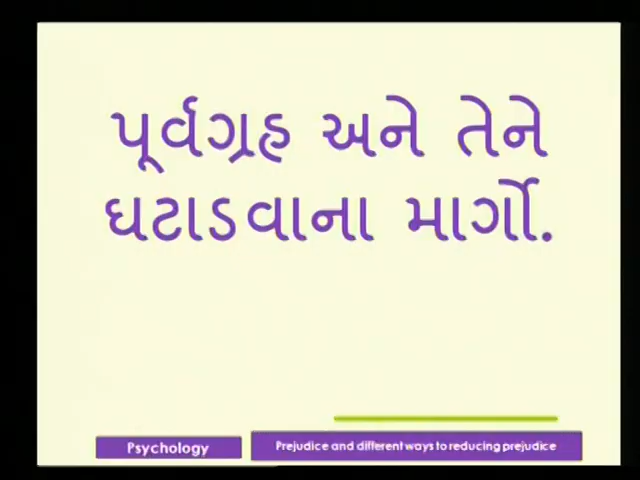 પૂર્વગ્રહ અને તેને
ઘટાડવાના માર્ગો.
Psychology
Prejudice and different ways to reducing prejudice